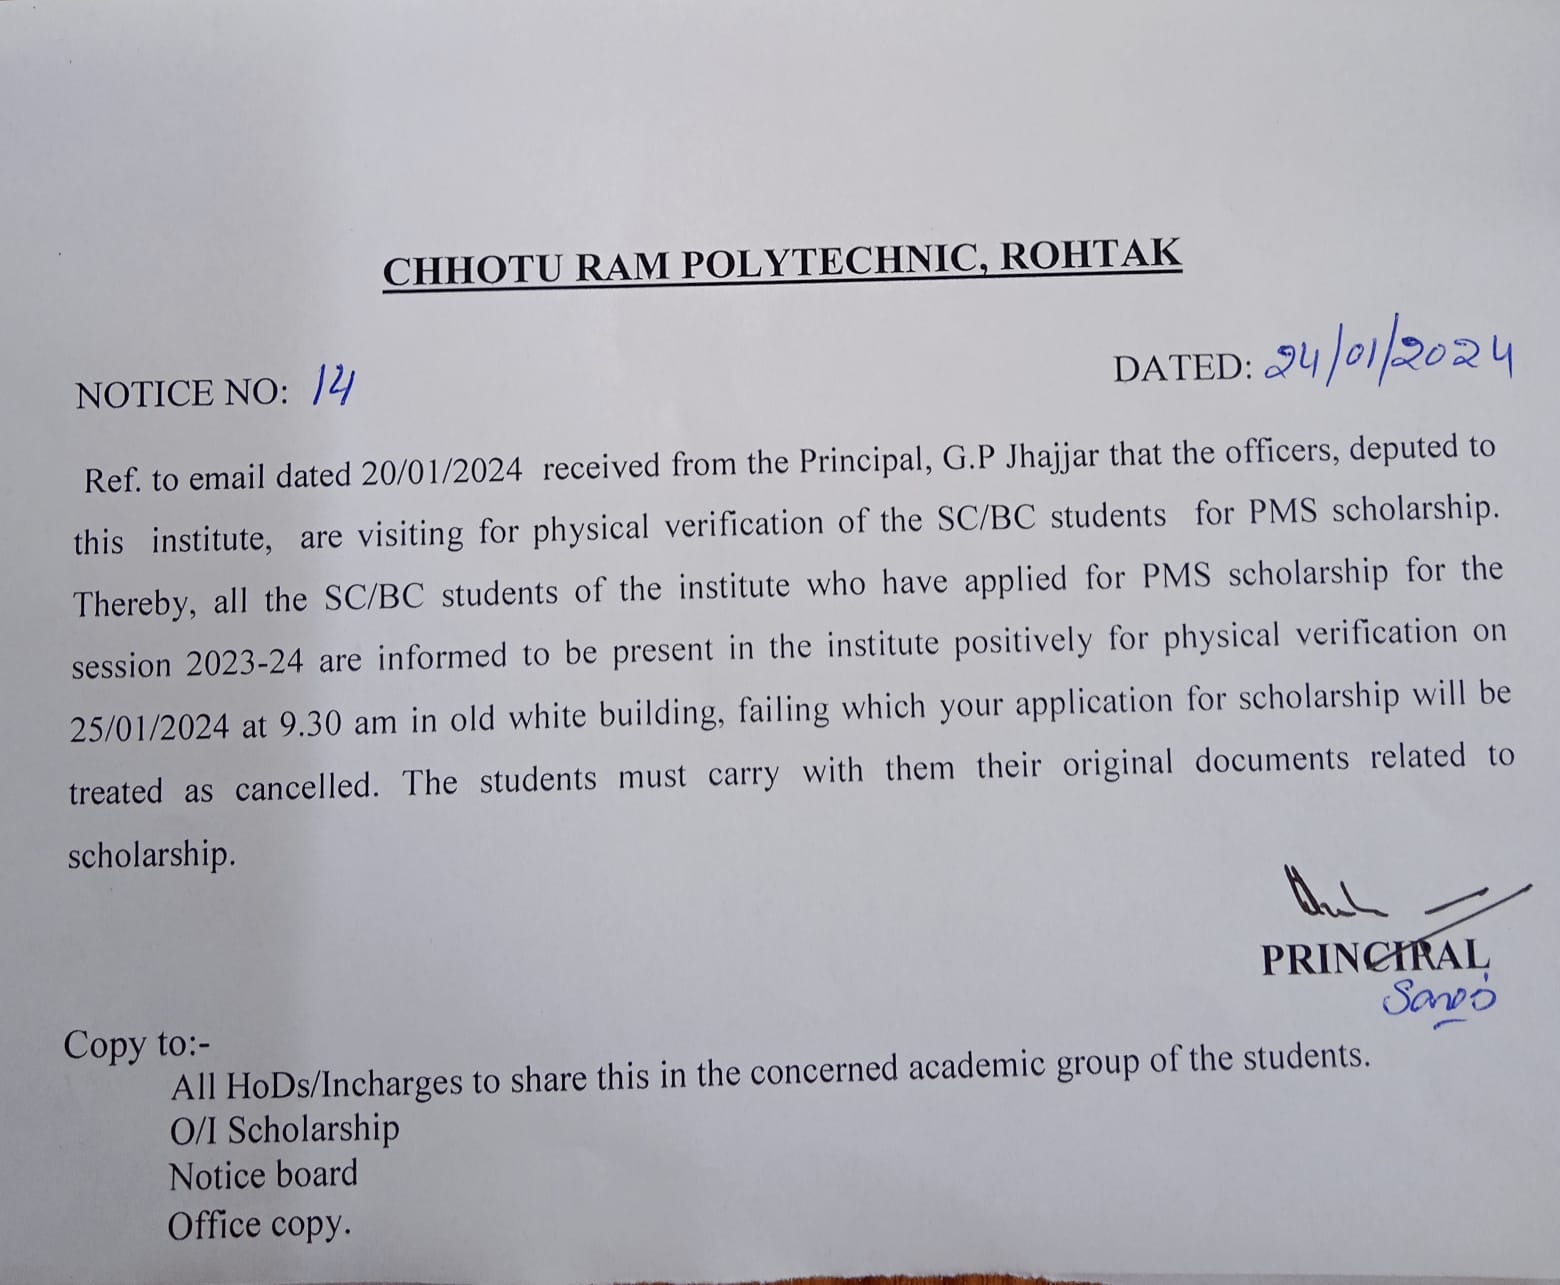 CHHOTU RAM POLYTECHNIC, ROHTAK
NOTICE NO: 14
DATED: 24/01/2024
Ref. to email dated 20/01/2024 received from the Principal, G.P Jhajjar that the officers, deputed to
this institute, are visiting for physical verification of the SC/BC students for PMS scholarship.
Thereby, all the SC/BC students of the institute who have applied for PMS scholarship for the
session 2023-24 are informed to be present in the institute positively for physical verification on
25/01/2024 at 9.30 am in old white building, failing which your application for scholarship will be
treated as cancelled. The students must carry with them their original documents related to
scholarship.
PRINCIPAL
Copy to:-
All HoDs/Incharges to share this in the concerned academic group of the students.
O/I Scholarship
Notice board
Office copy.